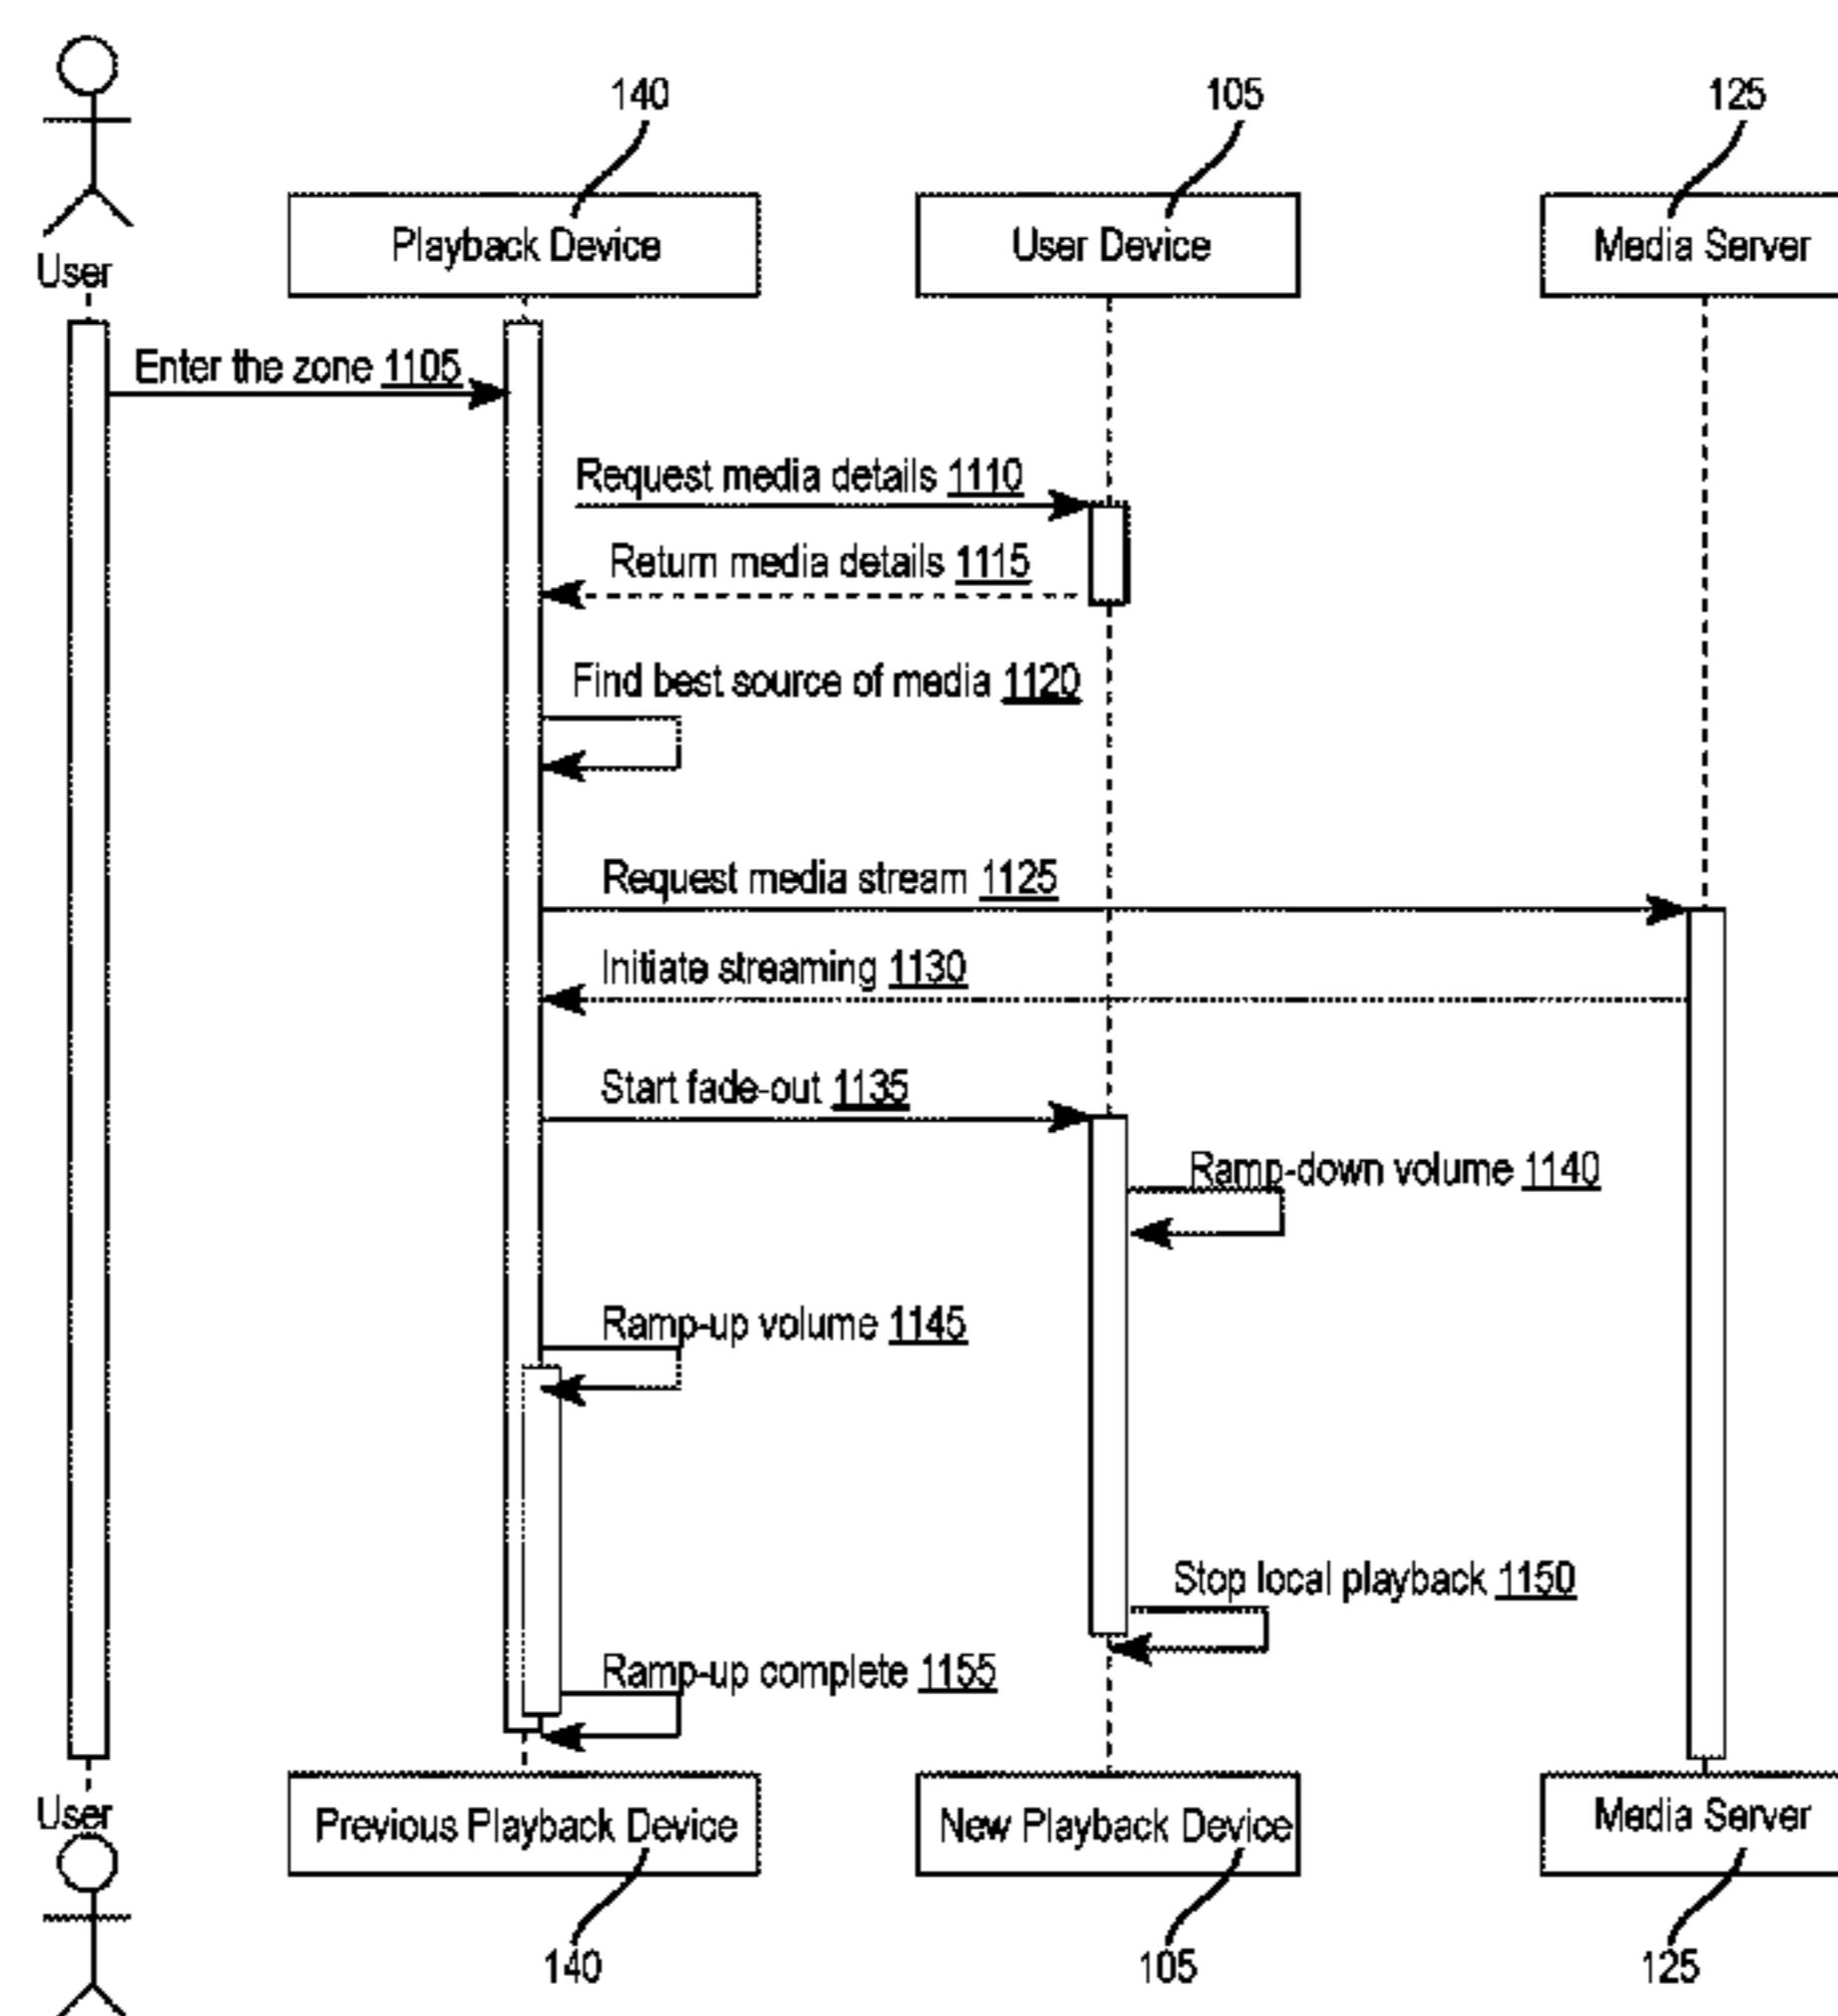 140
105
125
User
Playback Device
User Device
Media Server
Enter the zone 1105
Request media details 1110
Return media details 1115
Find best source of media 1120
Request media stream 1125
Initiate streaming 1130
Start fade-out 1135
Ramp-down volume 1140
Ramp-up volume 1145
Stop local playback 1150
Ramp-up complete 1155
User
Previous Playback Device
New Playback Device
Media Server
140
105
125